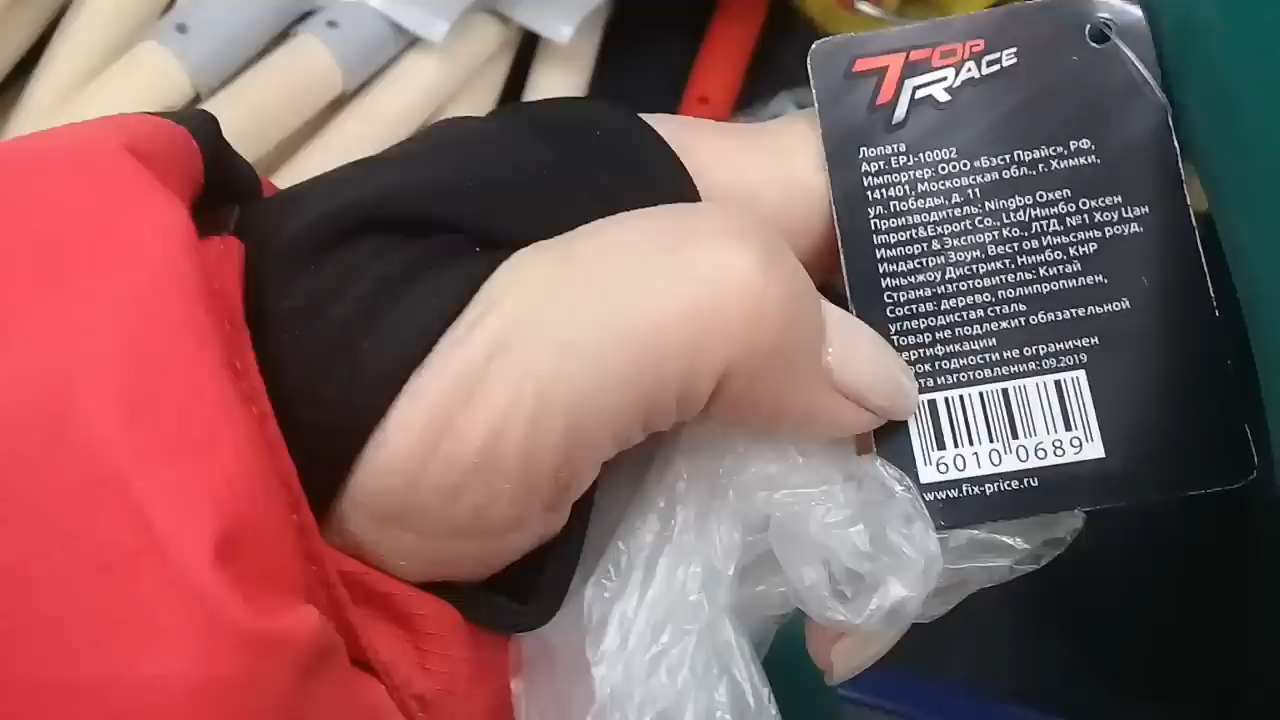 TOP
RACE
Лопата
Арт. EPJ-10002
Импортер: ООО «Бэст Прайс», РФ,
141401, Московская обл., г. Химки,
ул. Победы, д. 11
Производитель: Ningbo Oxen
Import&Export Co., Ltd/Нинбо Оксен
Импорт & Экспорт Ко., ЛТД, №1 Хоу Цан
Индастри Зоун, Вест ов Иньсянь роуд,
Иньчжоу Дистрикт, Нинбо, КНР
Страна-изготовитель: Китай
Состав: дерево, полипропилен,
углеродистая сталь
Товар не подлежит обязательной
ертификации
рок годности не ограничен
та изготовления: 09.2019
6010 0689
www.fix-price.ru